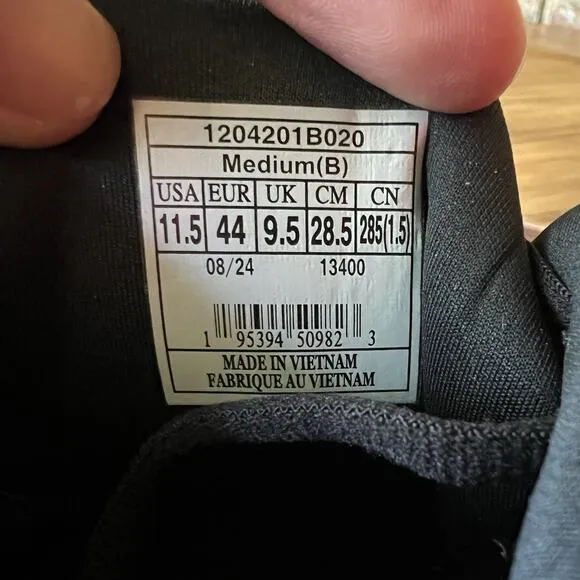 1204201B020
Medium(B)
USA EUR UK CM CN
11.5 44 9.5 28.5 285(1.5)
08/24 13400
1 95394 50982 3
MADE IN VIETNAM
FABRIQUE AU VIETNAM